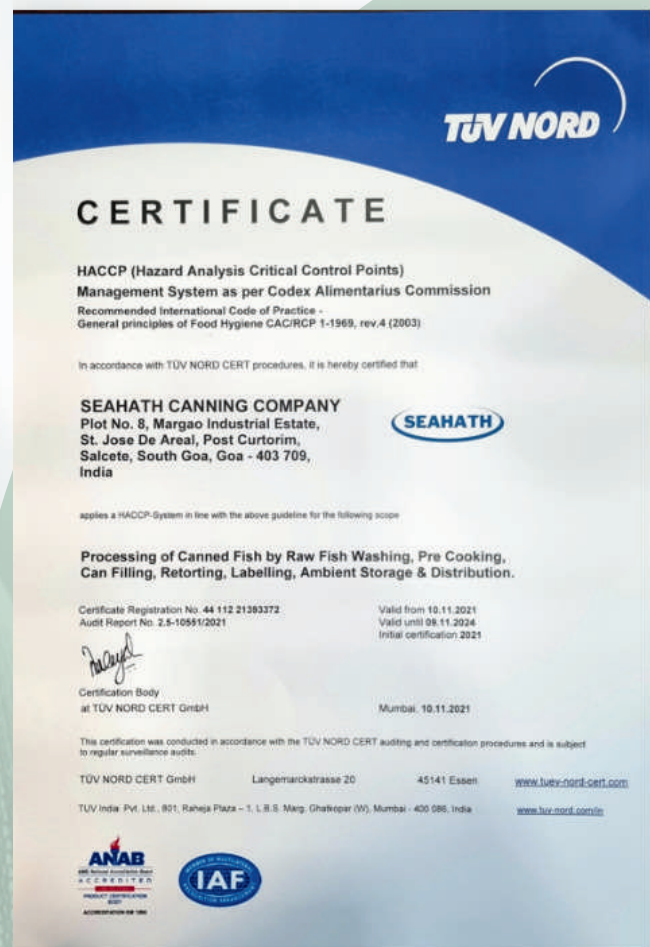 TÜV NORD
CERTIFICATE
HACCP (Hazard Analysis Critical Control Points)
Management System as per Codex Alimentarius Commission
Recommended International Code of Practice -
General principles of Food Hygiene CAC/RCP 1-1969, rev.4 (2003)
In accordance with TÜV NORD CERT procedures, it is hereby certified that
SEAHATH CANNING COMPANY
Plot No. 8, Margao Industrial Estate,
St. Jose De Areal, Post Curtorim,
Salcete, South Goa, Goa - 403 709,
India
SEAHATH
applies a HACCP-System in line with the above guideline for the following scope
Processing of Canned Fish by Raw Fish Washing, Pre Cooking,
Can Filling, Retorting, Labelling, Ambient Storage & Distribution.
Certificate Registration No. 44 112 21393372
Audit Report No. 2.5-10551/2021
Valid from 10.11.2021
Valid until 09.11.2024
Initial certification 2021
Certification Body
at TÜV NORD CERT GmbH
Mumbai, 10.11.2021
This certification was conducted in accordance with the TÜV NORD CERT auditing and certification procedures and is subject
to regular surveillance audits.
TÜV NORD CERT GmbH Langemarckstrasse 20 45141 Essen www.tuev-nord-cert.com
TUV India Pvt. Ltd., 801, Raheja Plaza – 1, L.B.S. Marg, Ghatkopar (W), Mumbai - 400 086, India www.tuv-nord.com/in
ANAB
ANSI National Accreditation Board
ACCREDITED
PRODUCT CERTIFICATION
BODY
IAF